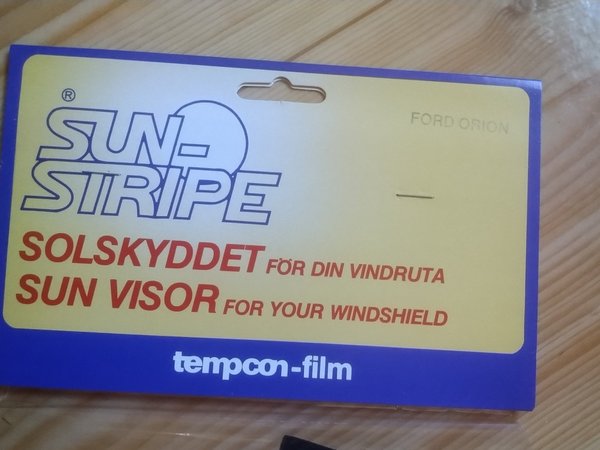 ®
FORD ORION
SUN-
STRIPE
SOLSKYDDET FÖR DIN VINDRUTA
SUN VISOR FOR YOUR WINDSHIELD
tempcon-film